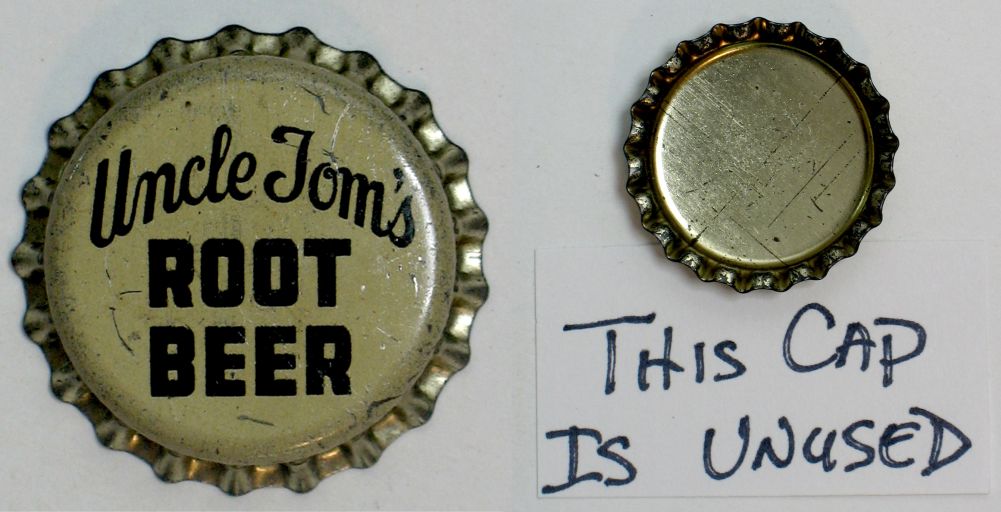 Uncle Tom's
ROOT
BEER
THIS CAP
IS UNUSED